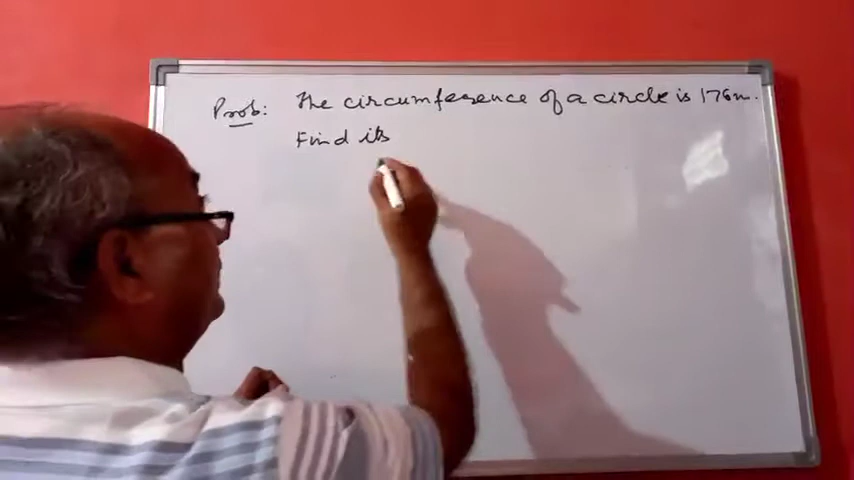 Prob: The circumference of a circle is 176m.
Find its